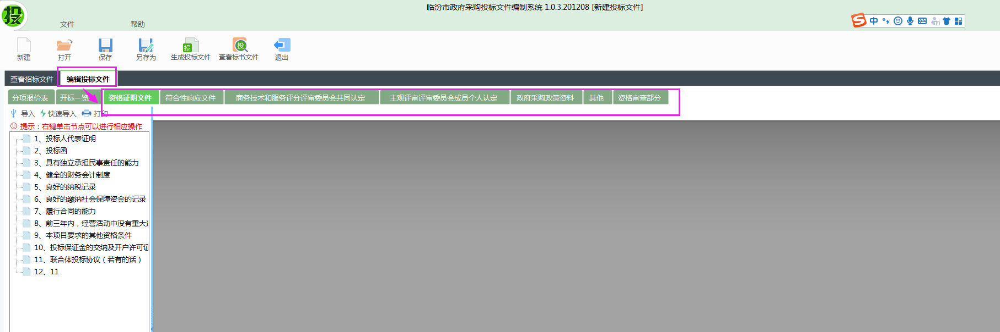 临汾市政府采购投标文件编制系统 1.0.3.201208 [新建投标文件]
投
文件 帮助
中
新建 打开 保存 另存为 生成投标文件 查看标书文件 退出
投 投
查看招标文件 编辑投标文件
分项报价表 开标一览 资格证明文件 符合性响应文件 商务技术和服务评分评审委员会共同认定 主观评审评审委员会成员个人认定 政府采购政策资料 其他 资格审查部分
导入 快速导入 打印
提示：右键单击节点可以进行相应操作
1、投标人代表证明
2、投标函
3、具有独立承担民事责任的能力
4、健全的财务会计制度
5、良好的纳税记录
6、良好的缴纳社会保障资金的记录
7、履行合同的能力
8、前三年内，经营活动中没有重大
9、本项目要求的其他资格条件
10、投标保证金的交纳及开户许可证
11、联合体投标协议（若有的话）
12、11